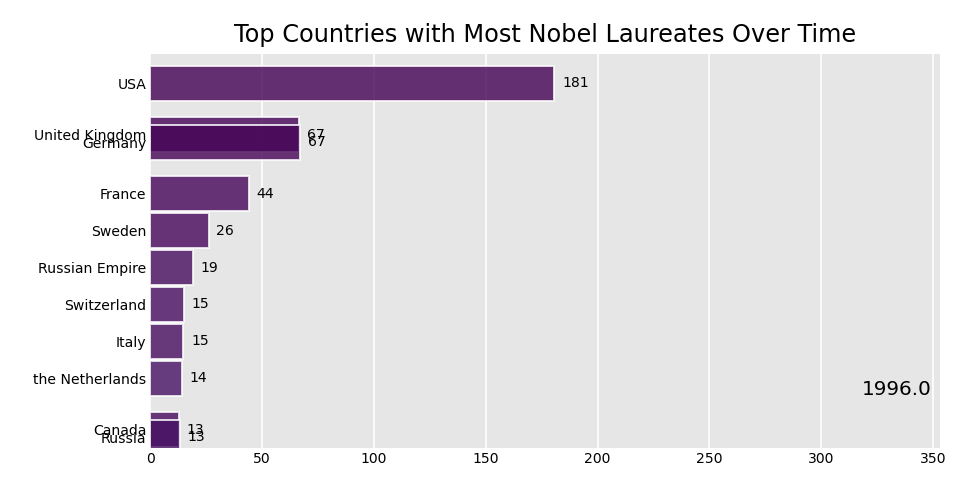 Top Countries with Most Nobel Laureates Over Time
USA 181
United Kingdom 67
Germany 67
France 44
Sweden 26
Russian Empire 19
Switzerland 15
Italy 15
the Netherlands 14
1996.0
Canada 13
Russia 13
0 50 100 150 200 250 300 350